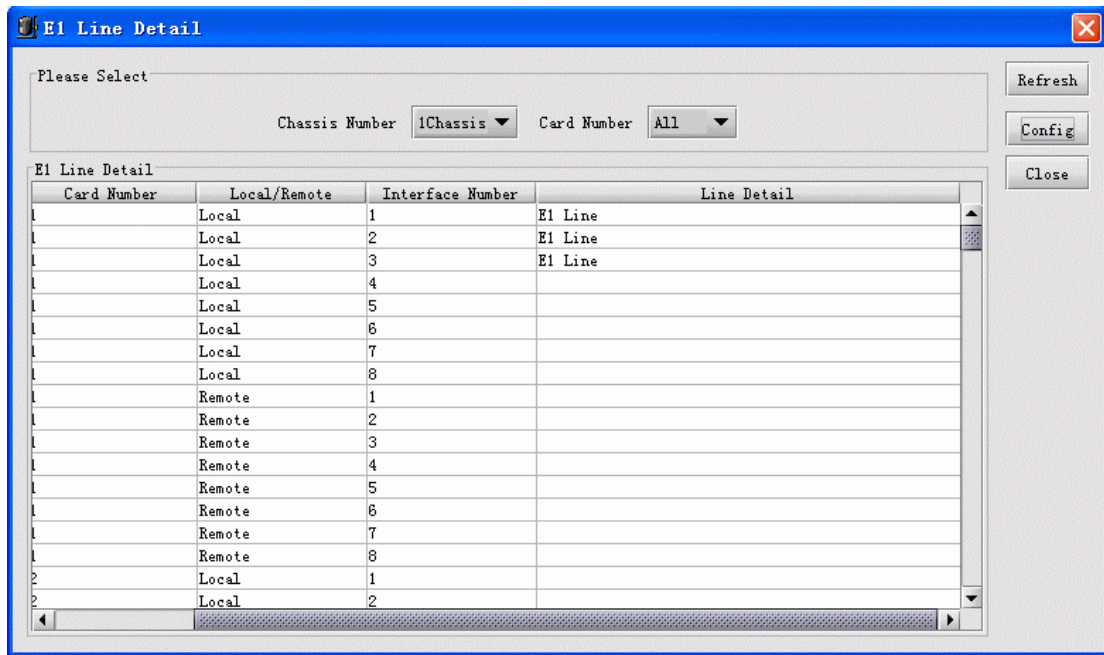 E1 Line Detail
Please Select
Chassis Number 1Chassis Card Number All
Refresh
Config
Close
E1 Line Detail
Card Number Local/Remote Interface Number Line Detail
1 Local 1 E1 Line
1 Local 2 E1 Line
1 Local 3 E1 Line
1 Local 4
1 Local 5
1 Local 6
1 Local 7
1 Local 8
1 Remote 1
1 Remote 2
1 Remote 3
1 Remote 4
1 Remote 5
1 Remote 6
1 Remote 7
1 Remote 8
2 Local 1
2 Local 2